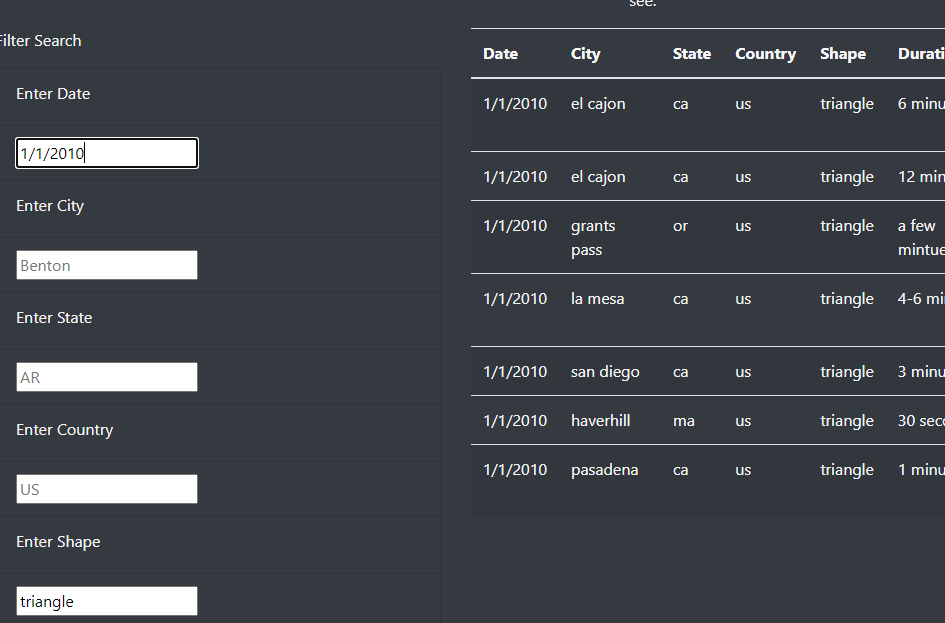 see.
Filter Search
Enter Date
1/1/2010
Enter City
Benton
Enter State
AR
Enter Country
US
Enter Shape
triangle
Date City State Country Shape Durati
1/1/2010 el cajon ca us triangle 6 minu
1/1/2010 el cajon ca us triangle 12 min
1/1/2010 grants or us triangle a few
pass mintue
1/1/2010 la mesa ca us triangle 4-6 mi
1/1/2010 san diego ca us triangle 3 minu
1/1/2010 haverhill ma us triangle 30 seco
1/1/2010 pasadena ca us triangle 1 minu